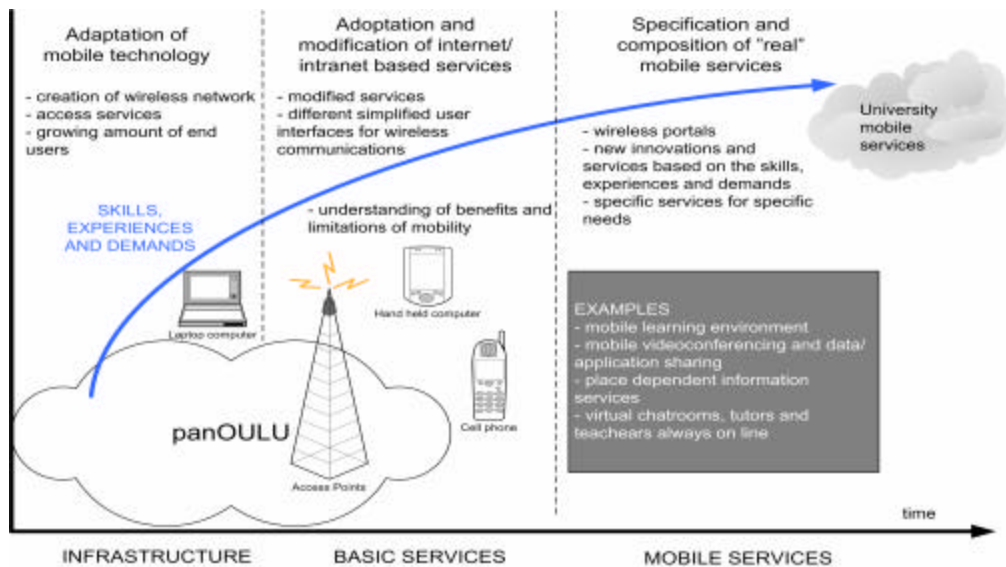 Adaptation of
mobile technology
- creation of wireless network
- access services
- growing amount of end
users
SKILLS,
EXPERIENCES
AND DEMANDS
Adoptation and
modification of internet/
intranet based services
- modified services
- different simplified user
interfaces for wireless
communications
- understanding of benefits and
limitations of mobility
Specification and
composition of "real"
mobile services
- wireless portals
- new innovations and
services based on the skills,
experiences and demands
- specific services for specific
needs
University
mobile
services
Laptop computer
Hand held computer
Cell phone
panOULU
Access Points
EXAMPLES
- mobile learning environment
- mobile videoconferencing and data/
application sharing
- place dependent information
services
- virtual chatrooms, tutors and
teachears always on line
time
INFRASTRUCTURE
BASIC SERVICES
MOBILE SERVICES